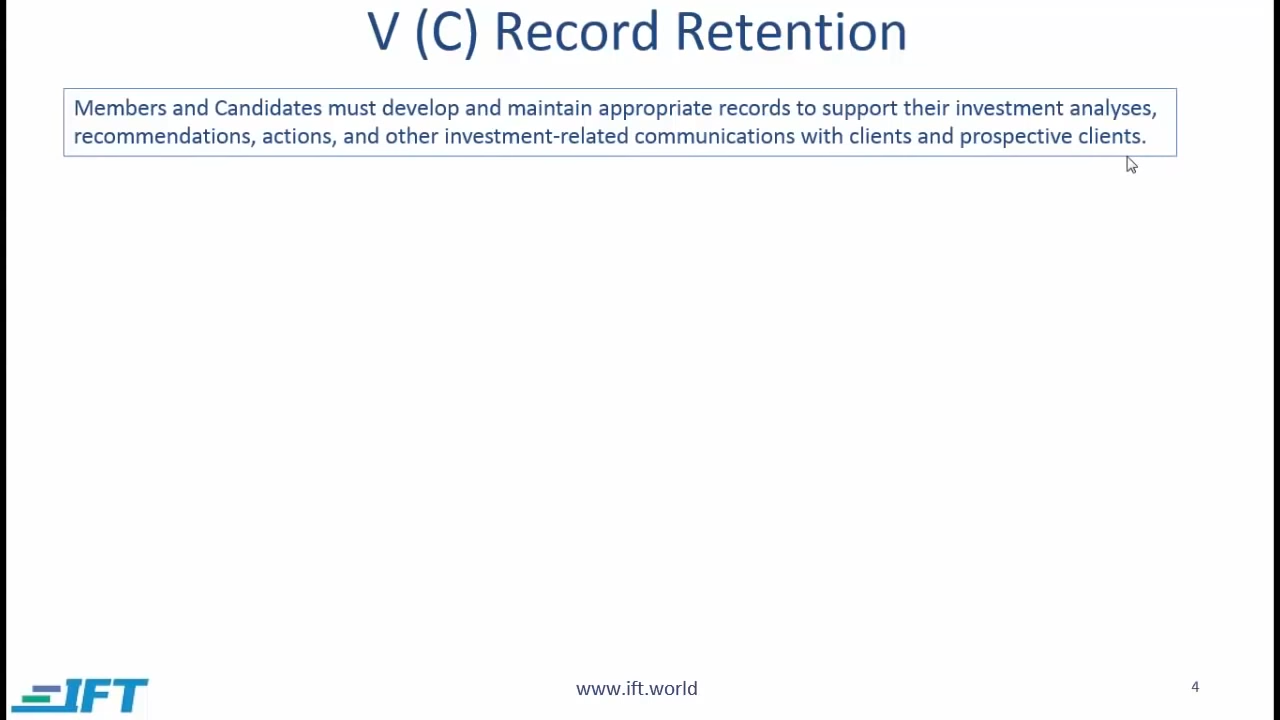 V (C) Record Retention
Members and Candidates must develop and maintain appropriate records to support their investment analyses,
recommendations, actions, and other investment-related communications with clients and prospective clients.
IFT
www.ift.world
4